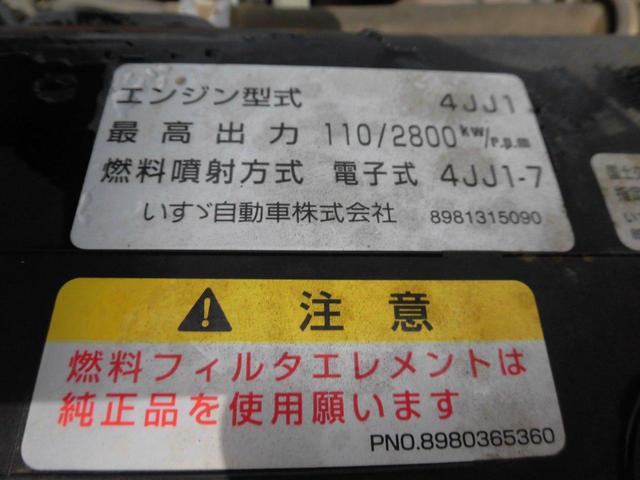 エンジン型式 4JJ1
最高出力 110/2800kw/r.p.m
燃料噴射方式 電子式 4JJ1-7
いすゞ自動車株式会社 8981315090
注意
燃料フィルタエレメントは
純正品を使用願います
PNO.8980365360